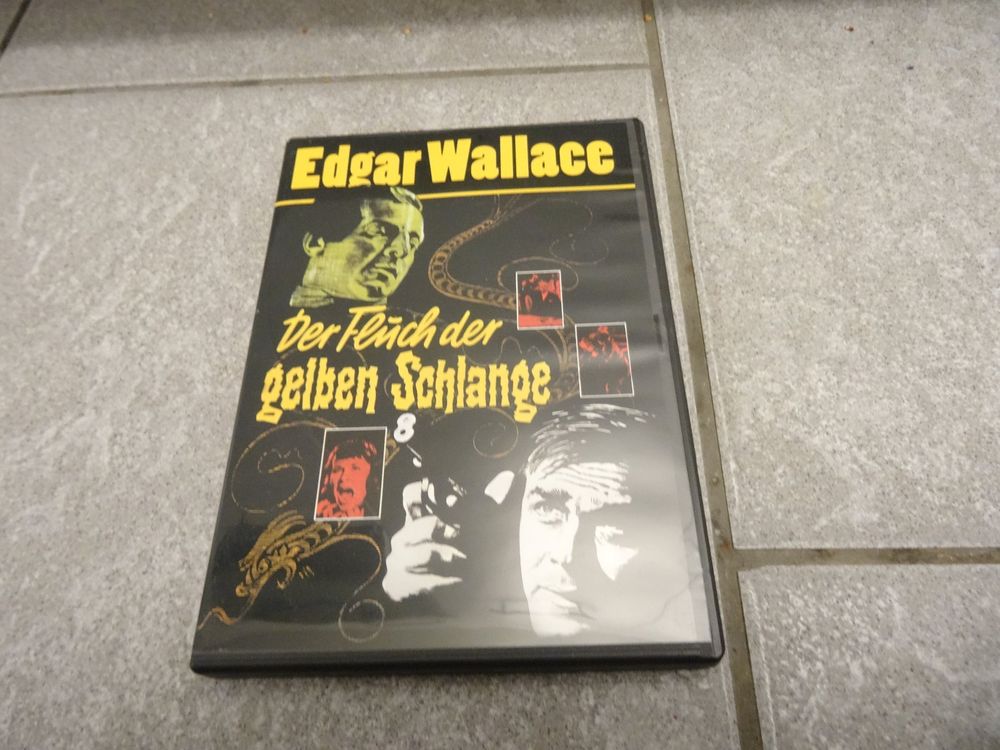 Edgar Wallace
Der Fluch der
gelben Schlange